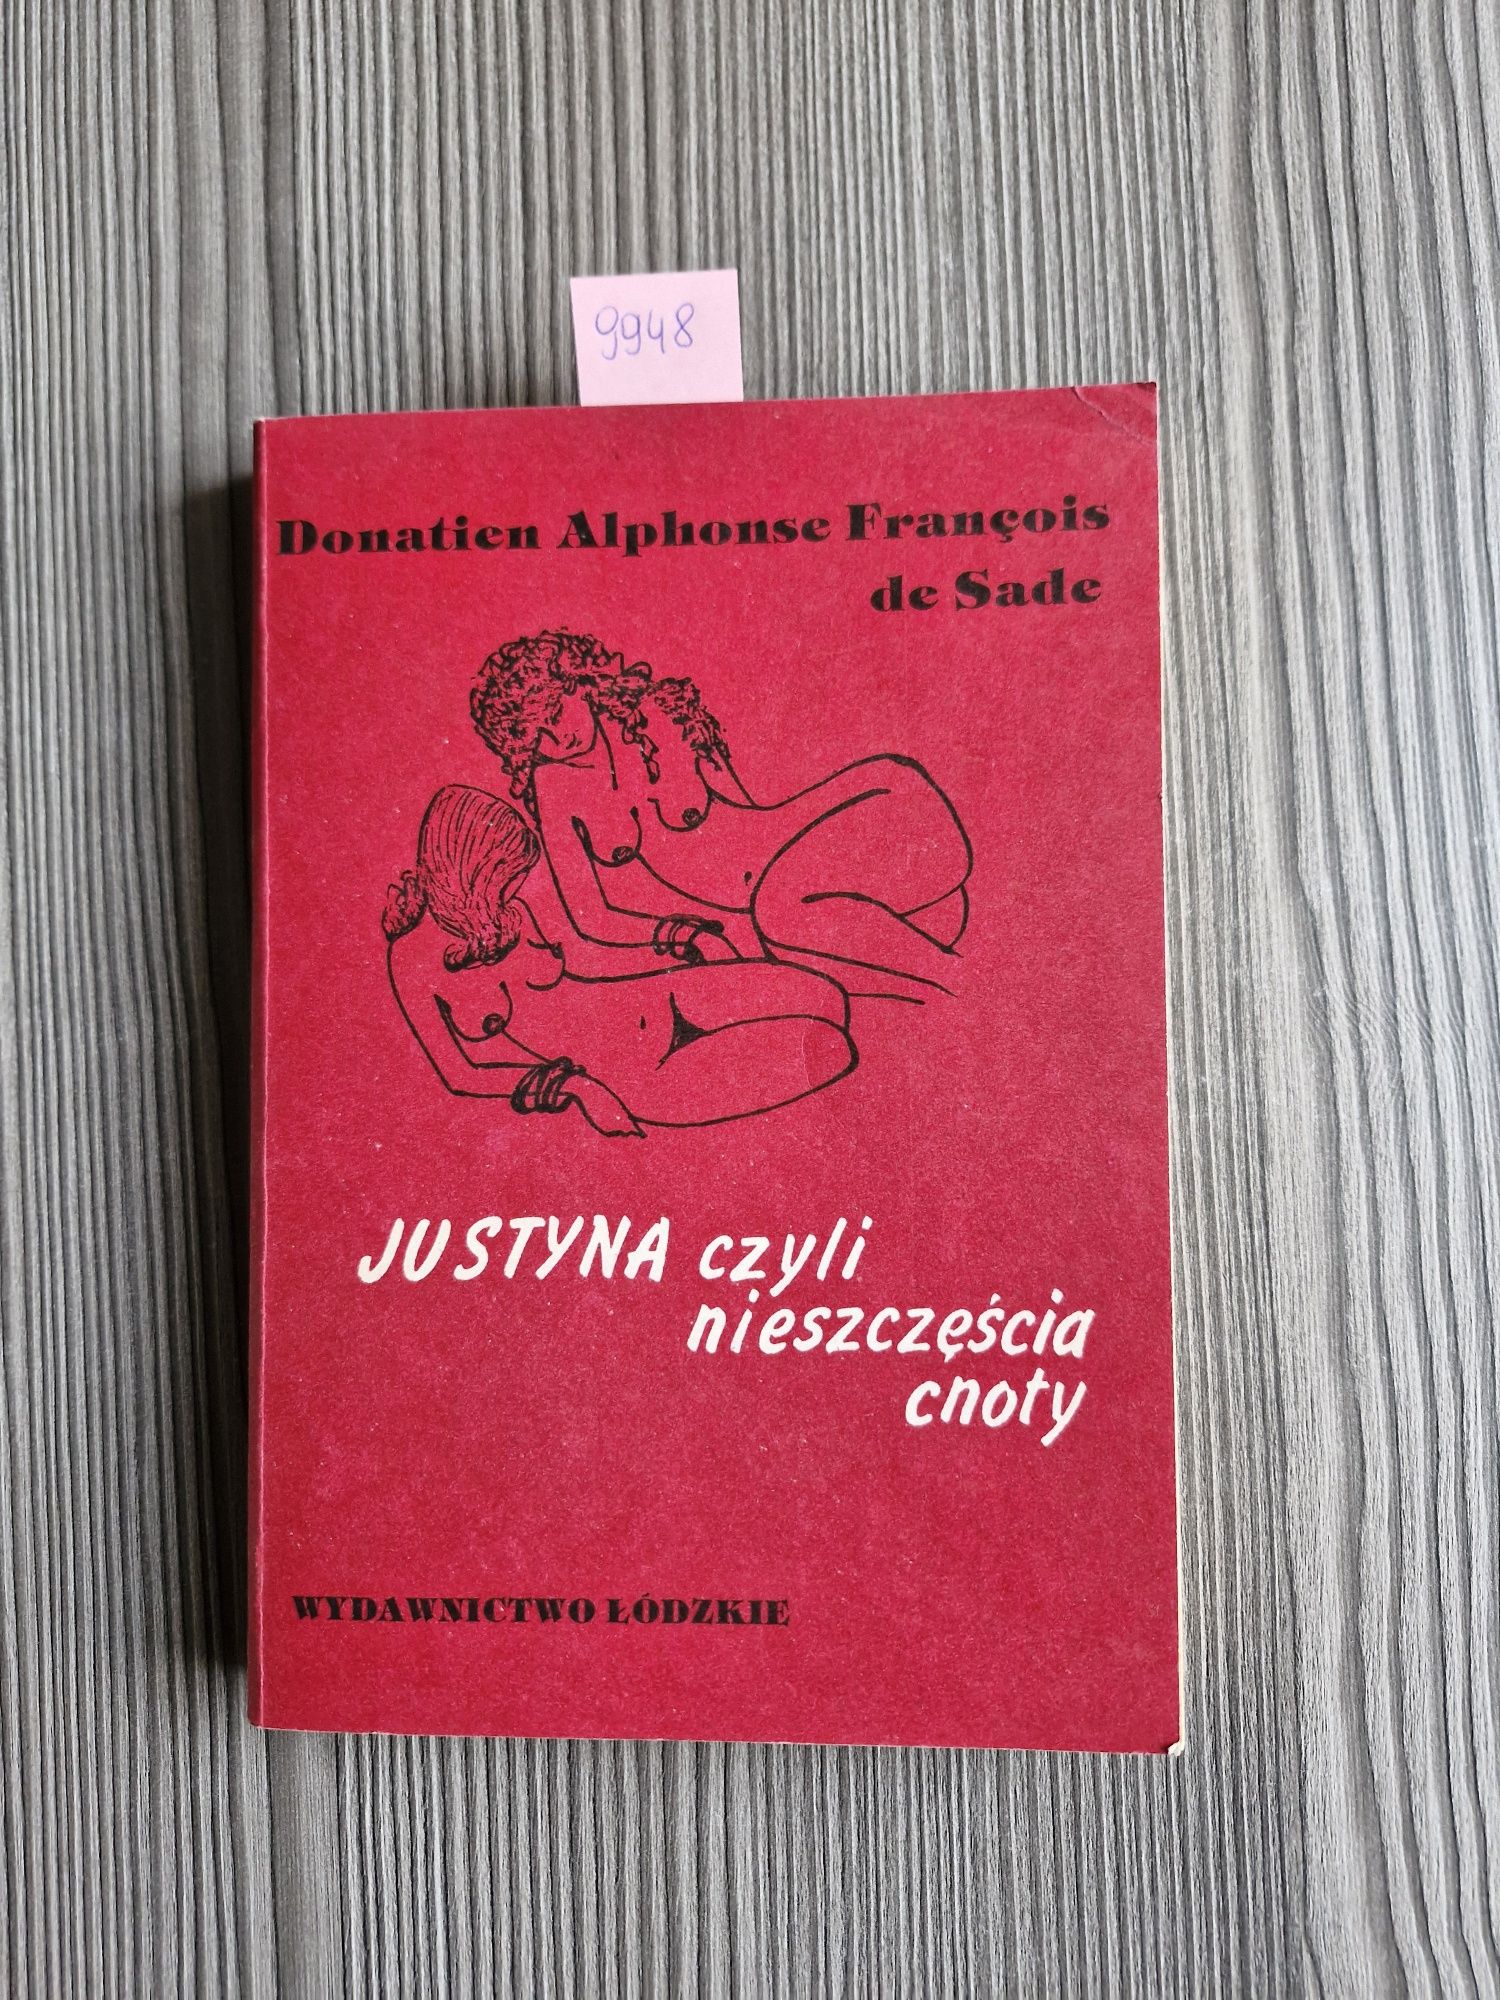 9948
Donatien Alphonse François
de Sade
JUSTYNA czyli
nieszczęścia
cnoty
WYDAWNICTWO ŁÓDZKIE